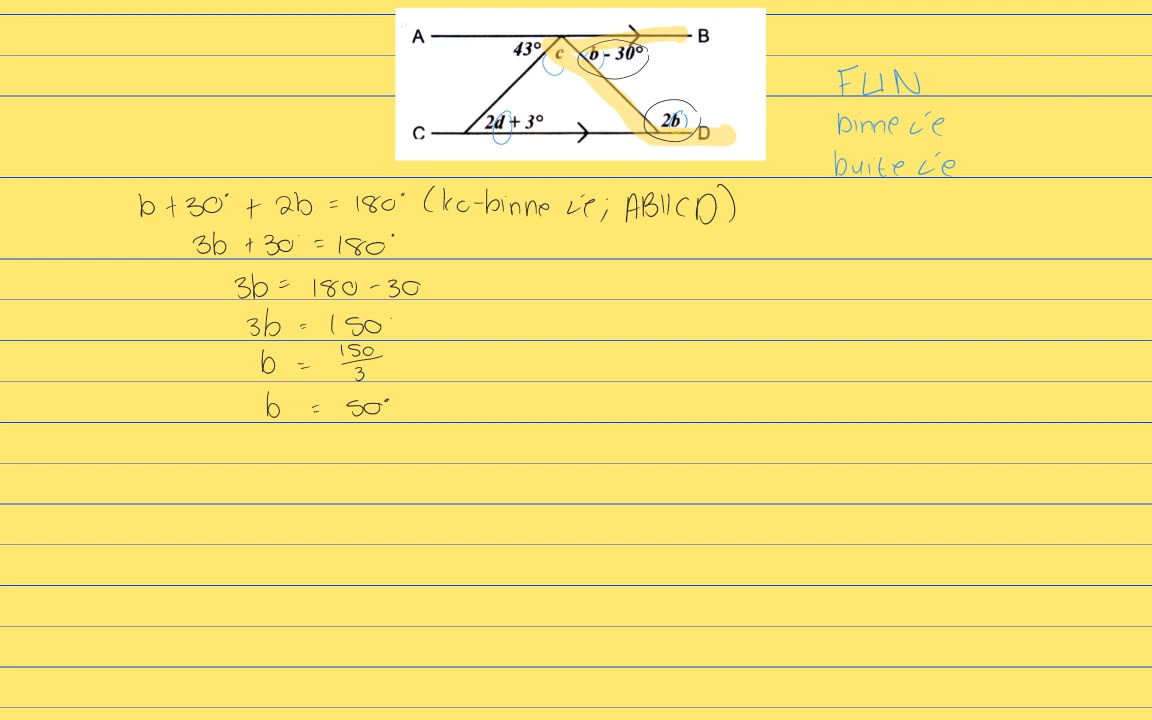 A B
43° c b - 30°
2d + 3° 2b
C D
FUN
binne ∠'e
buite ∠'e
b + 30° + 2b = 180° (ko-binne ∠'e; AB||CD)
3b + 30° = 180°
3b = 180 - 30
3b = 150°
b = 150/3
b = 50°